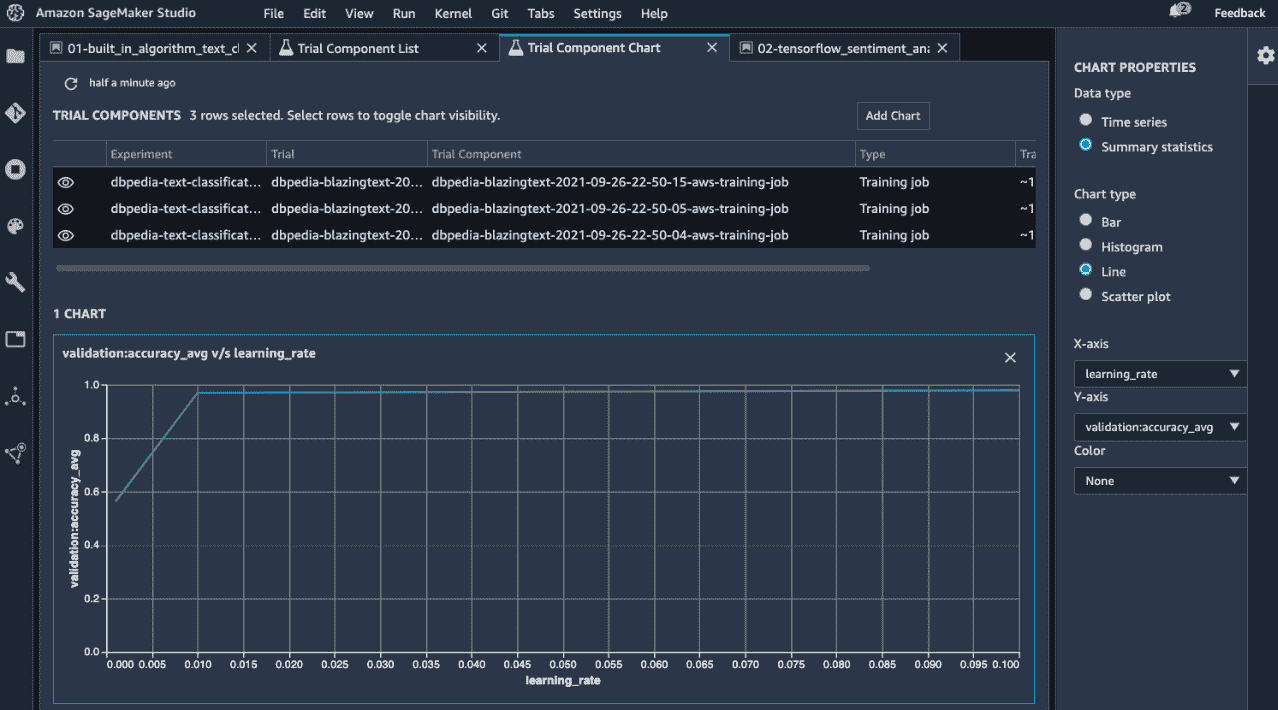 Amazon SageMaker Studio File Edit View Run Kernel Git Tabs Settings Help 2 Feedback
01-built_in_algorithm_text_cl Trial Component List Trial Component Chart 02-tensorflow_sentiment_ana
half a minute ago
TRIAL COMPONENTS 3 rows selected. Select rows to toggle chart visibility. Add Chart
Experiment Trial Trial Component Type Tra
dbpedia-text-classificat... dbpedia-blazingtext-20... dbpedia-blazingtext-2021-09-26-22-50-15-aws-training-job Training job ~1
dbpedia-text-classificat... dbpedia-blazingtext-20... dbpedia-blazingtext-2021-09-26-22-50-05-aws-training-job Training job ~1
dbpedia-text-classificat... dbpedia-blazingtext-20... dbpedia-blazingtext-2021-09-26-22-50-04-aws-training-job Training job ~1
1 CHART
validation:accuracy_avg v/s learning_rate
1.0
0.8
0.6
0.4
0.2
0.0
validation:accuracy_avg
0.000 0.005 0.010 0.015 0.020 0.025 0.030 0.035 0.040 0.045 0.050 0.055 0.060 0.065 0.070 0.075 0.080 0.085 0.090 0.095 0.100
learning_rate
CHART PROPERTIES
Data type
Time series
Summary statistics
Chart type
Bar
Histogram
Line
Scatter plot
X-axis
learning_rate
Y-axis
validation:accuracy_avg
Color
None